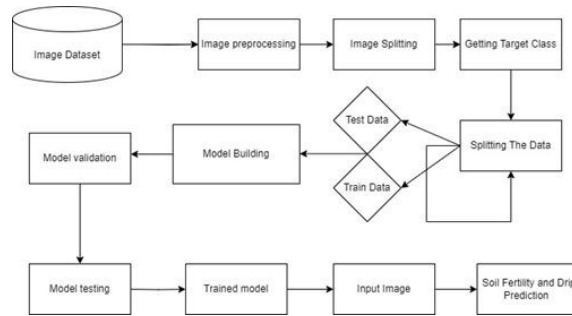 Image Dataset
Image preprocessing
Image Splitting
Getting Target Class
Test Data
Train Data
Splitting The Data
Model Building
Model validation
Model testing
Trained model
Input Image
Soil Fertility and Drip
Prediction